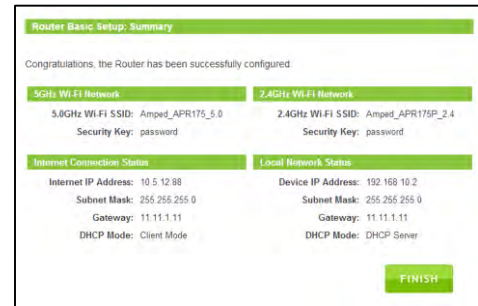 Router Basic Setup: Summary
Congratulations, the Router has been successfully configured
5GHz Wi-Fi Network
5.0GHz Wi-Fi SSID: Amped_APR175_5.0
Security Key: password
2.4GHz Wi-Fi Network
2.4GHz Wi-Fi SSID: Amped_APR175P_2.4
Security Key: password
Internet Connection Status
Internet IP Address: 10.5.12.88
Subnet Mask: 255.255.255.0
Gateway: 11.11.1.11
DHCP Mode: Client Mode
Local Network Status
Device IP Address: 192.168.10.2
Subnet Mask: 255.255.255.0
Gateway: 11.11.1.11
DHCP Mode: DHCP Server
FINISH